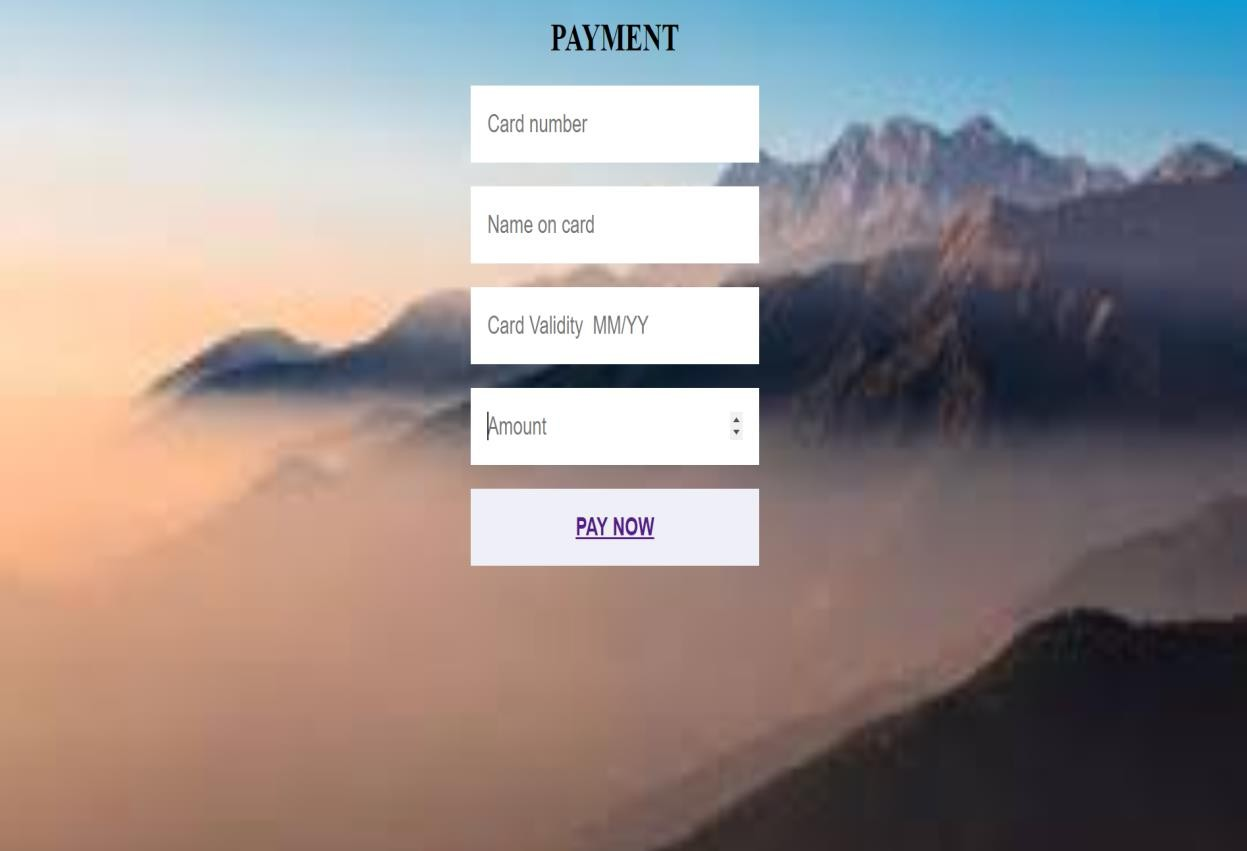 PAYMENT
Card number
Name on card
Card Validity  MM/YY
Amount
PAY NOW